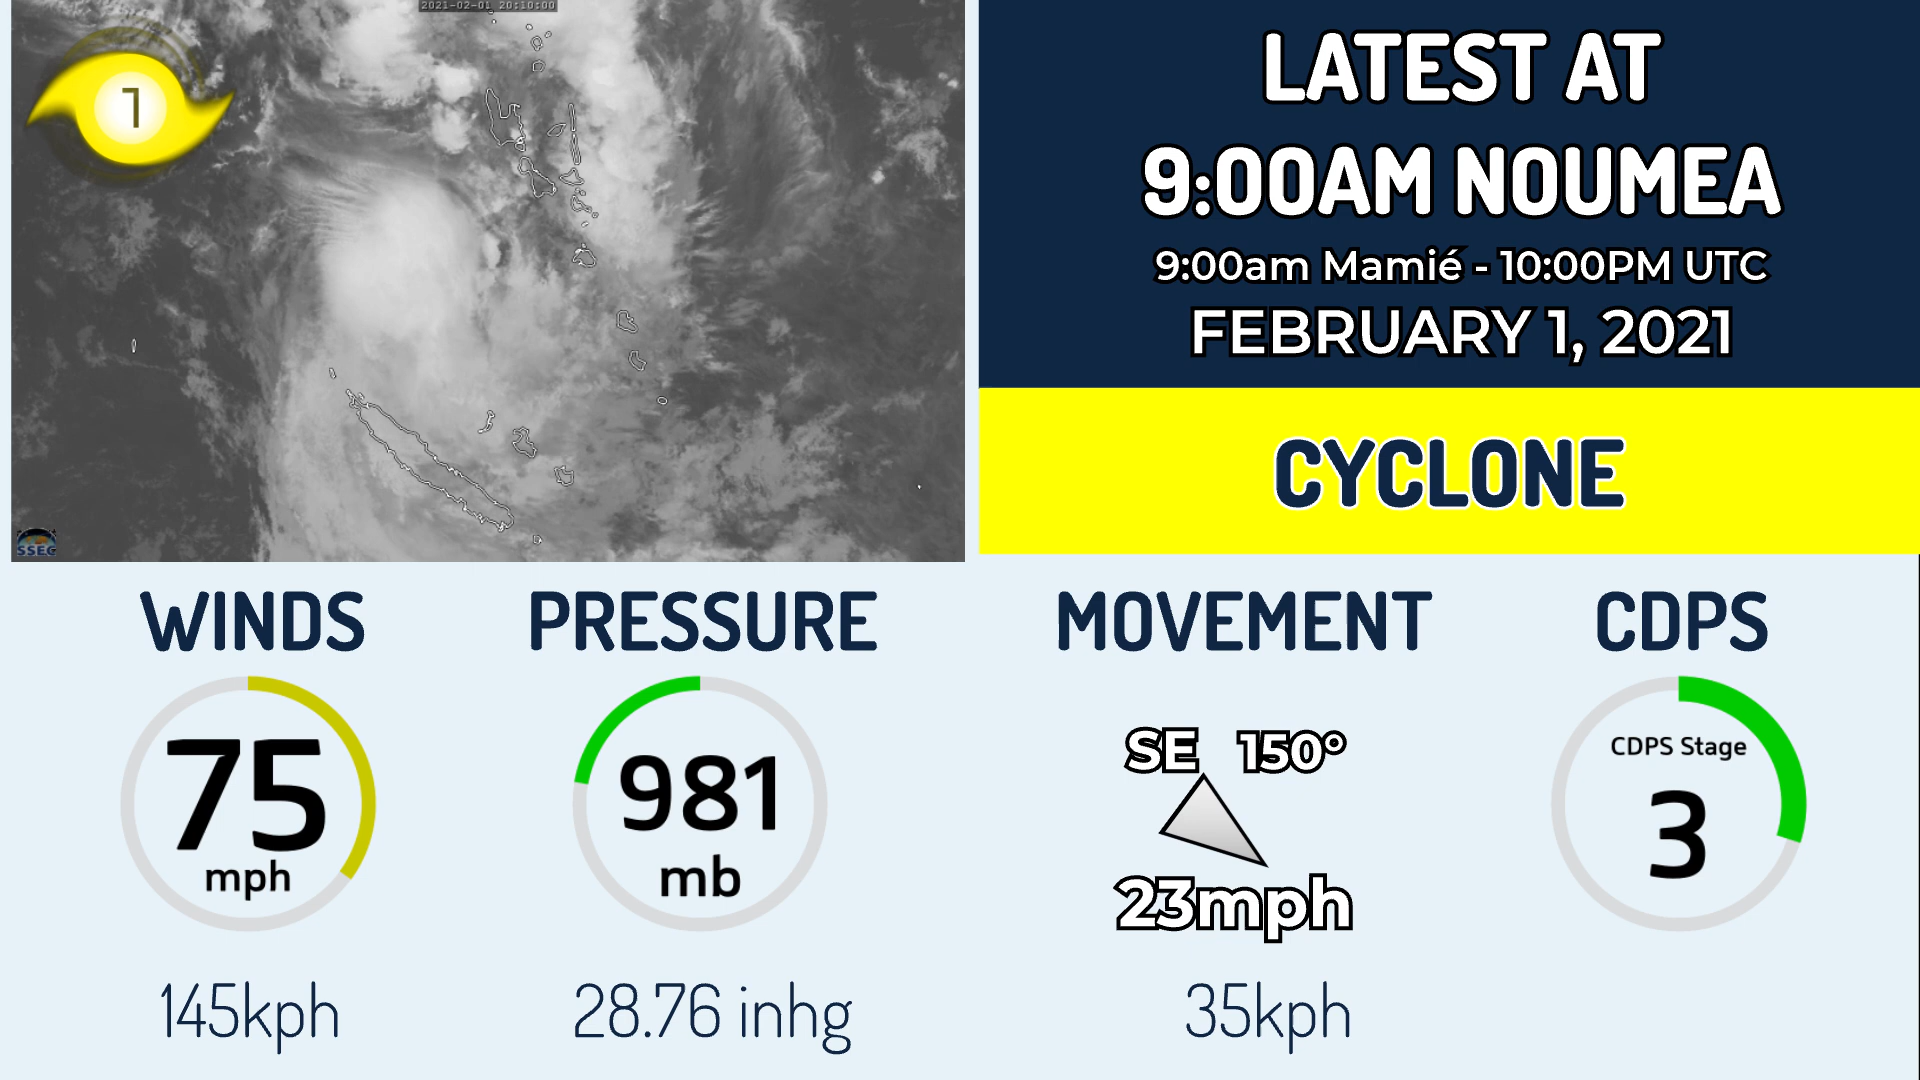 2021-02-01 20:10:00
1
SSEC
LATEST AT
9:00AM NOUMEA
9:00am Mamié - 10:00PM UTC
FEBRUARY 1, 2021
CYCLONE
WINDS
75
mph
145kph
PRESSURE
981
mb
28.76 inhg
MOVEMENT
SE 150°
23mph
35kph
CDPS
CDPS Stage
3